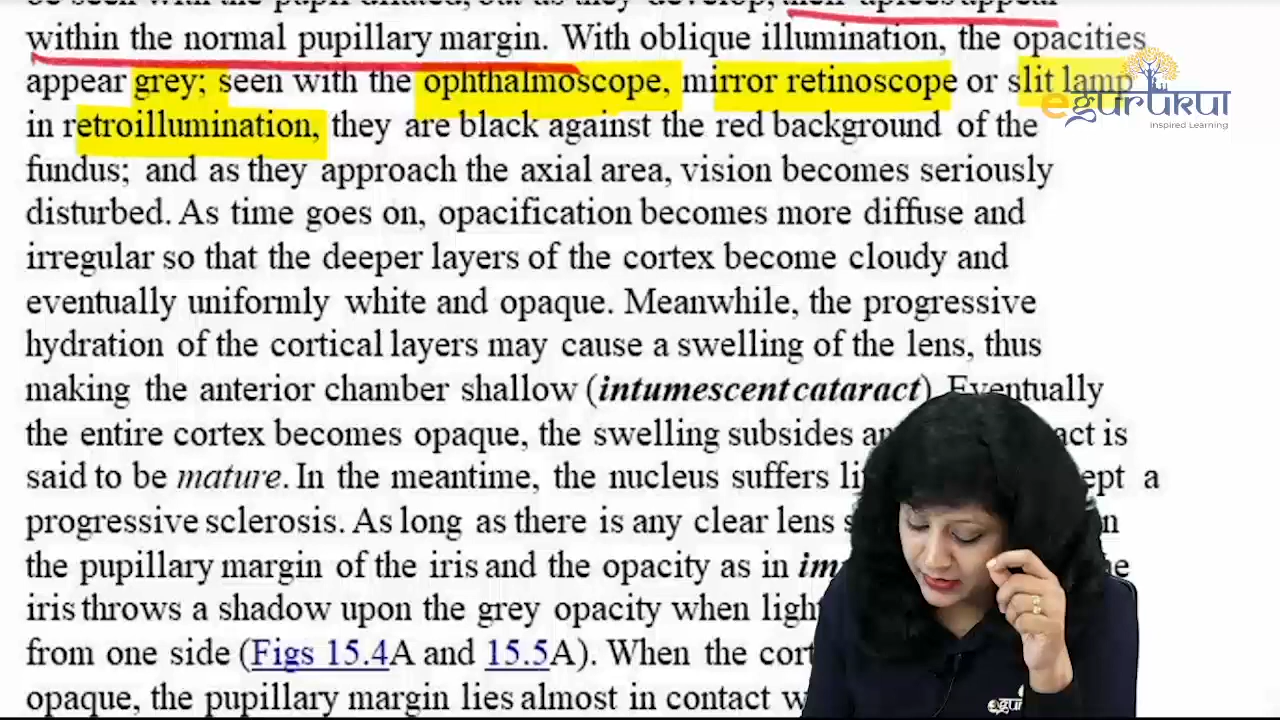 within the normal pupillary margin. With oblique illumination, the opacities
appear grey; seen with the ophthalmoscope, mirror retinoscope or slit lamp
egurukul
Inspired Learning
in retroillumination, they are black against the red background of the
fundus; and as they approach the axial area, vision becomes seriously
disturbed. As time goes on, opacification becomes more diffuse and
irregular so that the deeper layers of the cortex become cloudy and
eventually uniformly white and opaque. Meanwhile, the progressive
hydration of the cortical layers may cause a swelling of the lens, thus
making the anterior chamber shallow (intumescent cataract). Eventually
the entire cortex becomes opaque, the swelling subsides is
said to be mature. In the meantime, the nucleus suffers a
progressive sclerosis. As long as there is any clear lens
the pupillary margin of the iris and the opacity as in
iris throws a shadow upon the grey opacity when
from one side (Figs 15.4A and 15.5A). When the
opaque, the pupillary margin lies almost in contact